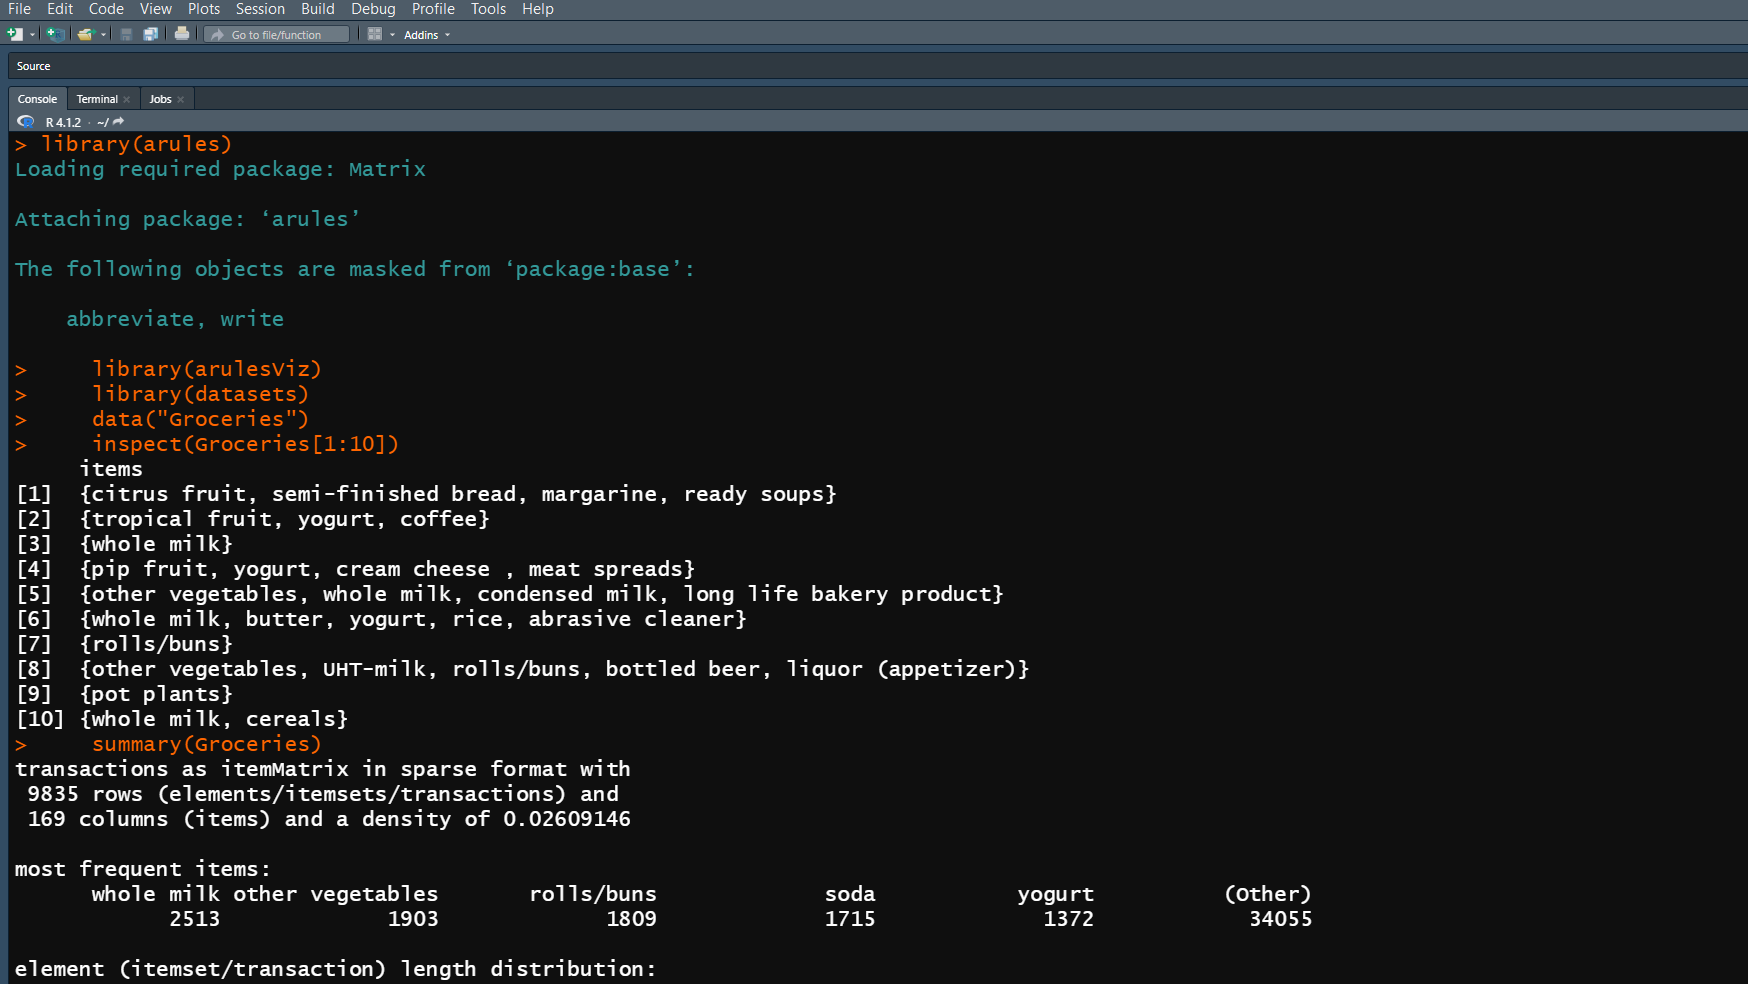 File Edit Code View Plots Session Build Debug Profile Tools Help
Go to file/function Addins
Source
Console Terminal Jobs
R 4.1.2 · ~/
> library(arules)
Loading required package: Matrix
Attaching package: ‘arules’
The following objects are masked from ‘package:base’:
abbreviate, write
> library(arulesViz)
> library(datasets)
> data("Groceries")
> inspect(Groceries[1:10])
items
[1] {citrus fruit, semi-finished bread, margarine, ready soups}
[2] {tropical fruit, yogurt, coffee}
[3] {whole milk}
[4] {pip fruit, yogurt, cream cheese , meat spreads}
[5] {other vegetables, whole milk, condensed milk, long life bakery product}
[6] {whole milk, butter, yogurt, rice, abrasive cleaner}
[7] {rolls/buns}
[8] {other vegetables, UHT-milk, rolls/buns, bottled beer, liquor (appetizer)}
[9] {pot plants}
[10] {whole milk, cereals}
> summary(Groceries)
transactions as itemMatrix in sparse format with
9835 rows (elements/itemsets/transactions) and
169 columns (items) and a density of 0.02609146
most frequent items:
whole milk other vegetables rolls/buns soda yogurt (Other)
2513 1903 1809 1715 1372 34055
element (itemset/transaction) length distribution: